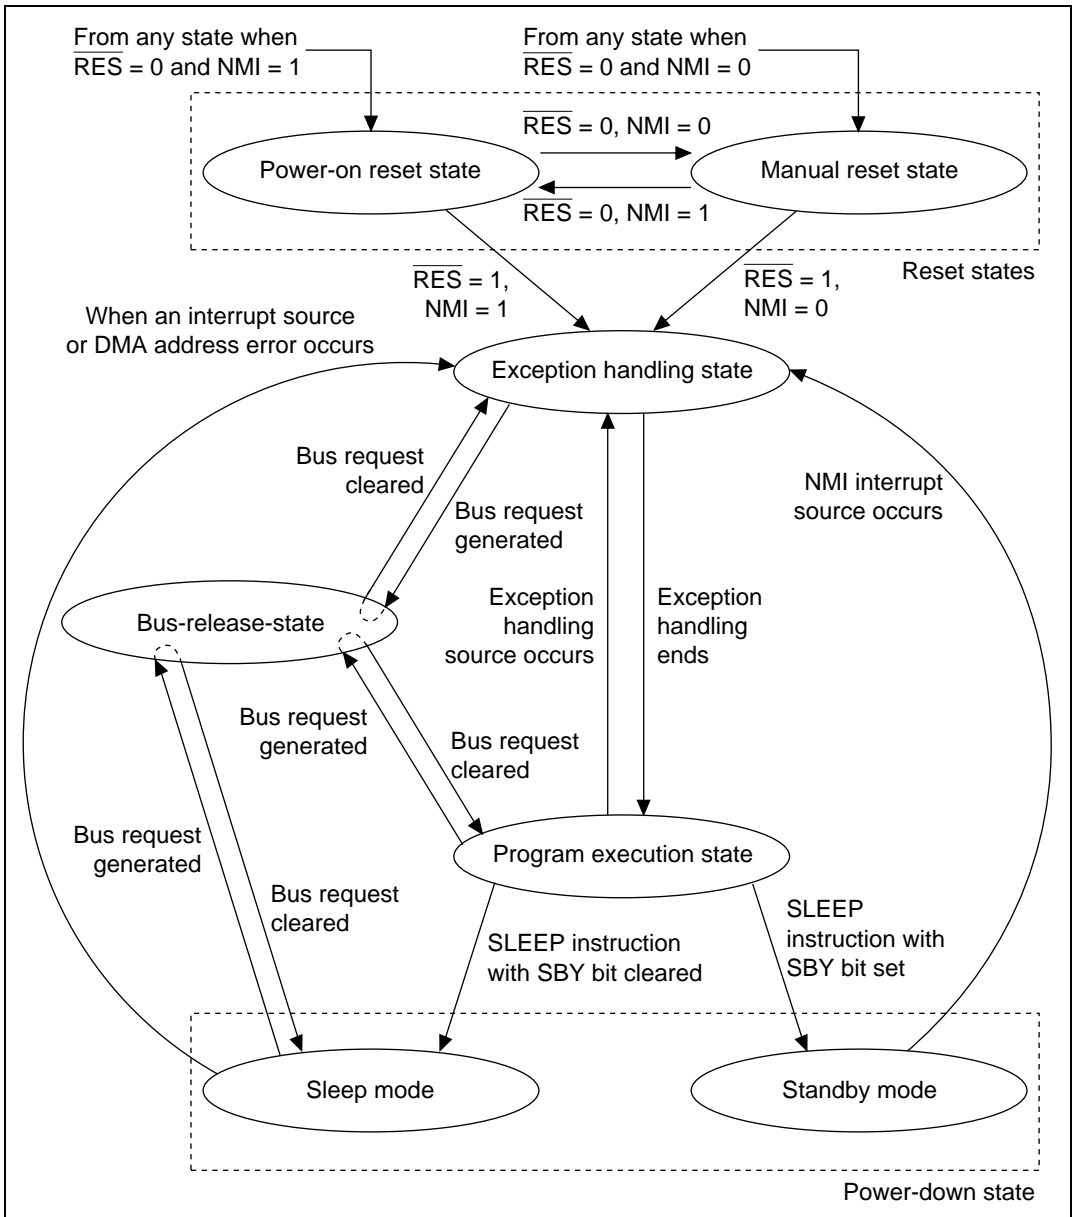 From any state when
RES = 0 and NMI = 1
From any state when
RES = 0 and NMI = 0
RES = 0, NMI = 0
Power-on reset state
Manual reset state
RES = 0, NMI = 1
Reset states
RES = 1,
NMI = 1
RES = 1,
NMI = 0
When an interrupt source
or DMA address error occurs
Exception handling state
Bus request
cleared
Bus request
generated
NMI interrupt
source occurs
Exception
handling
source occurs
Exception
handling
ends
Bus-release-state
Bus request
generated
Bus request
cleared
Bus request
generated
Bus request
cleared
Program execution state
SLEEP instruction
with SBY bit cleared
SLEEP
instruction with
SBY bit set
Sleep mode
Standby mode
Power-down state